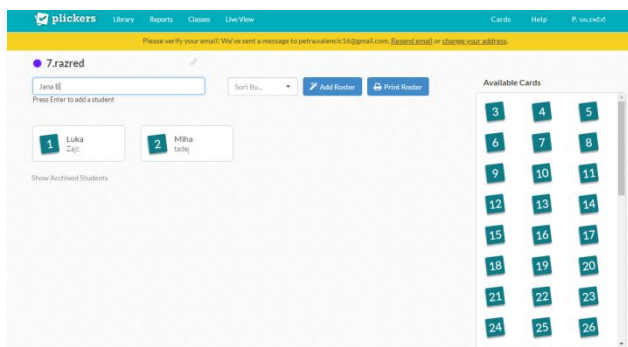 plickers Library Reports Classes Live View Cards Help P. VALENČIČ
Please verify your email! We've sent a message to petra.valencic16@gmail.com. Resend email or change your address.
7.razred
Jana B
Sort By... Add Roster Print Roster
Press Enter to add a student
1 Luka
Zajc
2 Miha
tadej
Show Archived Students
Available Cards
3 4 5
6 7 8
9 10 11
12 13 14
15 16 17
18 19 20
21 22 23
24 25 26